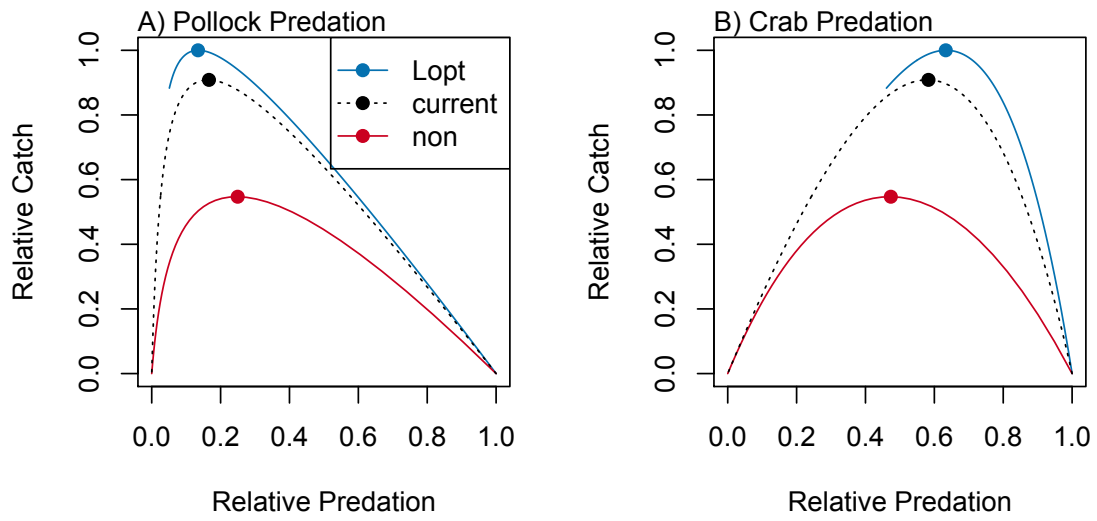 A) Pollock Predation
Lopt
current
non
Relative Catch
0.0 0.2 0.4 0.6 0.8 1.0
0.0 0.2 0.4 0.6 0.8 1.0
Relative Predation
B) Crab Predation
Relative Catch
0.0 0.2 0.4 0.6 0.8 1.0
0.0 0.2 0.4 0.6 0.8 1.0
Relative Predation